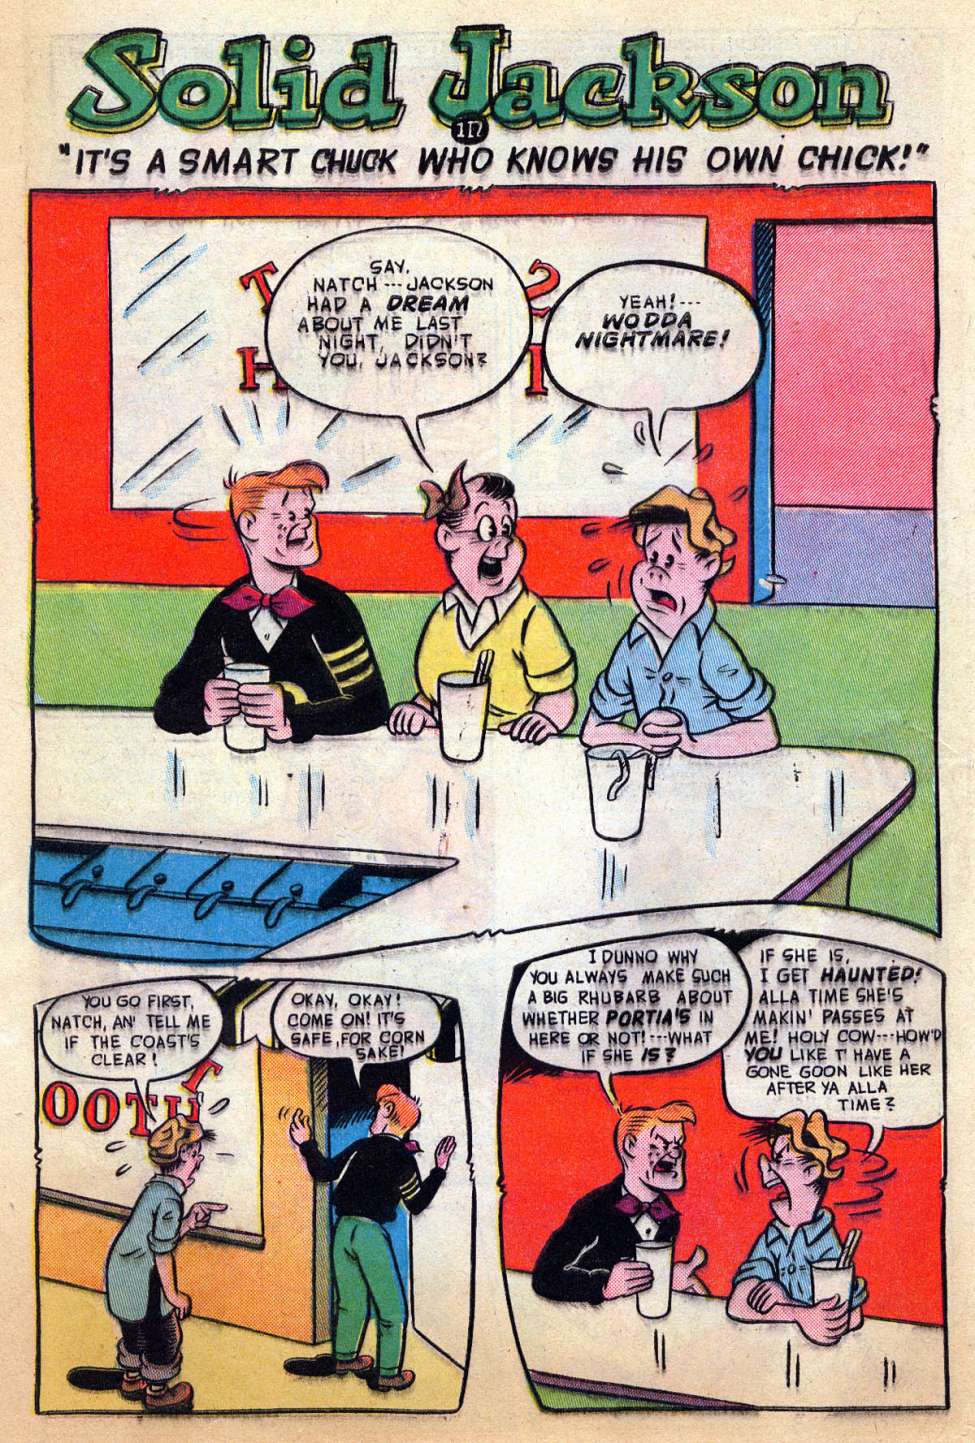 Solid Jackson
in
"IT'S A SMART CHUCK WHO KNOWS HIS OWN CHICK!"
SAY,
NATCH --- JACKSON
HAD A DREAM
ABOUT ME LAST
NIGHT, DIDN'T
YOU, JACKSON?
YEAH! ---
WODDA
NIGHTMARE!
YOU GO FIRST,
NATCH, AN' TELL ME
IF THE COAST'S
CLEAR!
OKAY, OKAY!
COME ON! IT'S
SAFE, FOR CORN
SAKE!
I DUNNO WHY
YOU ALWAYS MAKE SUCH
A BIG RHUBARB ABOUT
WHETHER PORTIA'S IN
HERE OR NOT! --- WHAT
IF SHE IS?
IF SHE IS,
I GET HAUNTED!
ALLA TIME SHE'S
MAKIN' PASSES AT
ME! HOLY COW --- HOW'D
YOU LIKE T' HAVE A
GONE GOON LIKE HER
AFTER YA ALLA
TIME?